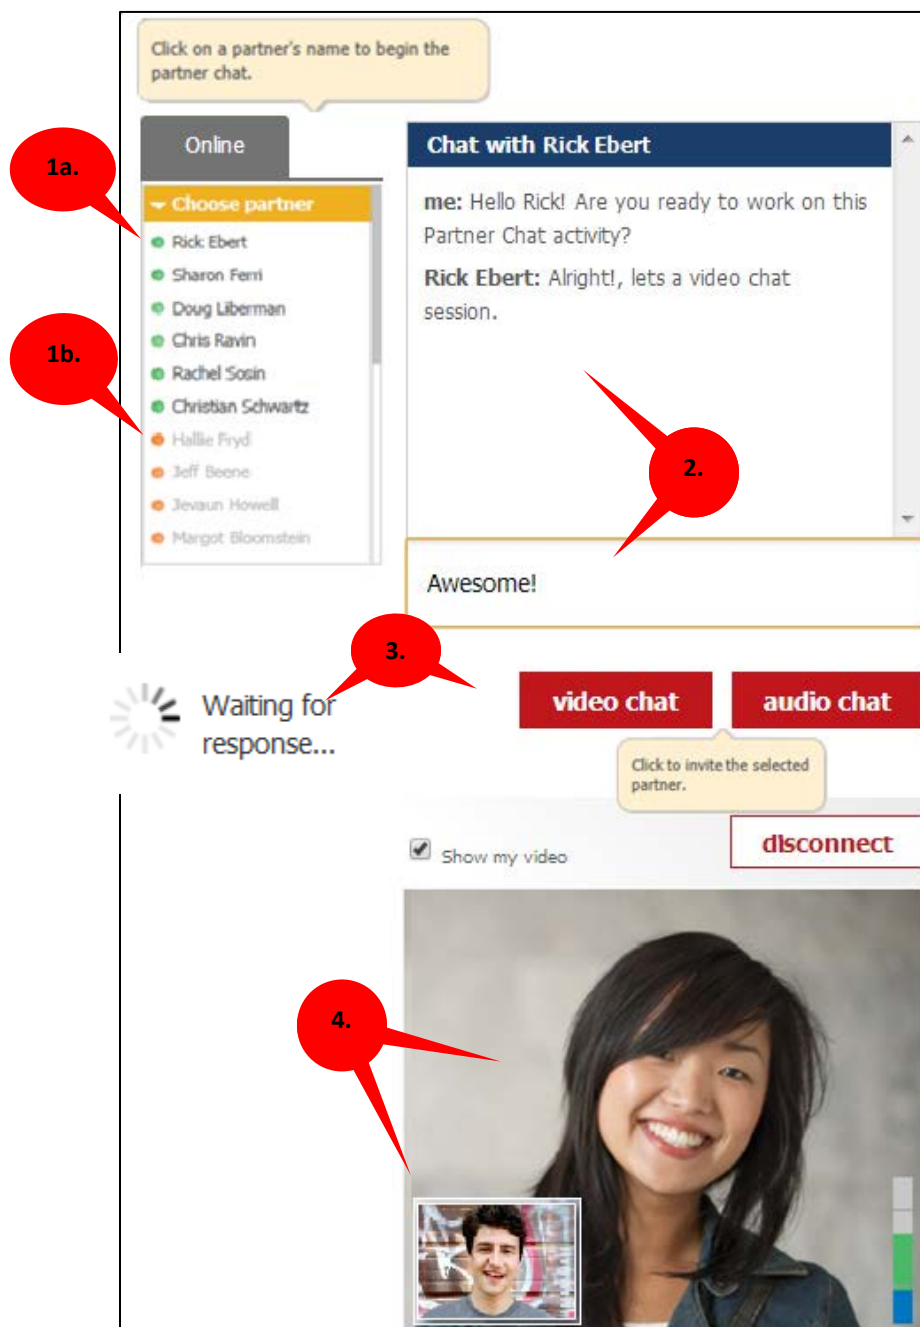 Click on a partner's name to begin the
partner chat.
Online
1a.
Choose partner
Rick Ebert
Sharon Ferri
Doug Liberman
Chris Ravin
1b.
Rachel Sosin
Christian Schwartz
Hallie Fryd
Jeff Beene
Jevaun Howell
Margot Bloomstein
Chat with Rick Ebert
me: Hello Rick! Are you ready to work on this
Partner Chat activity?
Rick Ebert: Alright!, lets a video chat
session.
2.
Awesome!
3.
Waiting for
response...
video chat
audio chat
Click to invite the selected
partner.
Show my video
disconnect
4.